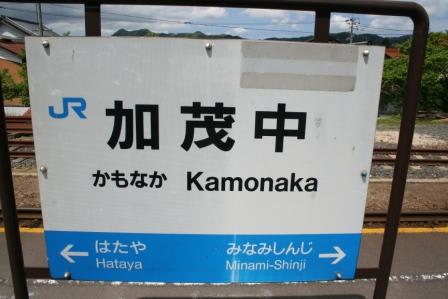 JR
加茂中
かもなか Kamonaka
← はたや みなみしんじ →
Hataya Minami-Shinji